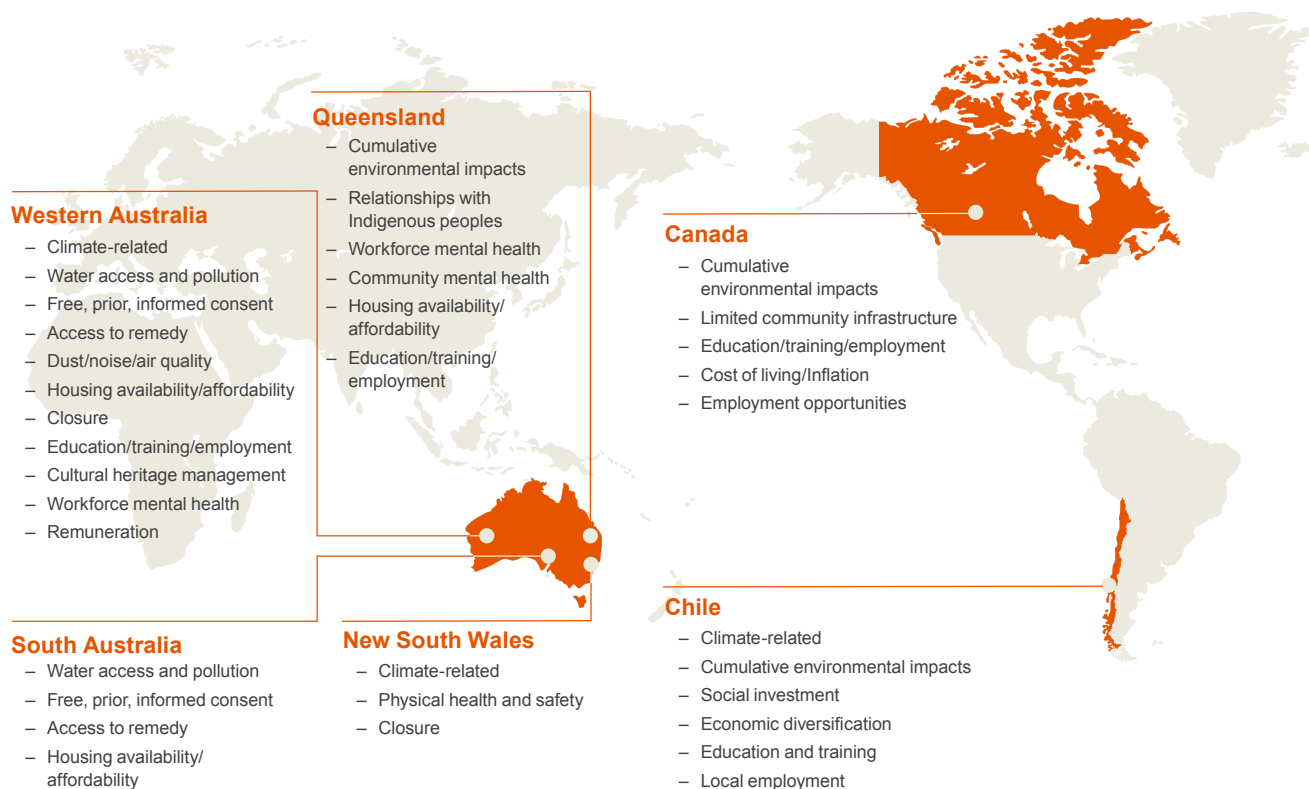 Queensland
– Cumulative
environmental impacts
– Relationships with
Indigenous peoples
– Workforce mental health
– Community mental health
– Housing availability/
affordability
– Education/training/
employment
Western Australia
– Climate-related
– Water access and pollution
– Free, prior, informed consent
– Access to remedy
– Dust/noise/air quality
– Housing availability/affordability
– Closure
– Education/training/employment
– Cultural heritage management
– Workforce mental health
– Remuneration
South Australia
– Water access and pollution
– Free, prior, informed consent
– Access to remedy
– Housing availability/
affordability
New South Wales
– Climate-related
– Physical health and safety
– Closure
Canada
– Cumulative
environmental impacts
– Limited community infrastructure
– Education/training/employment
– Cost of living/Inflation
– Employment opportunities
Chile
– Climate-related
– Cumulative environmental impacts
– Social investment
– Economic diversification
– Education and training
– Local employment